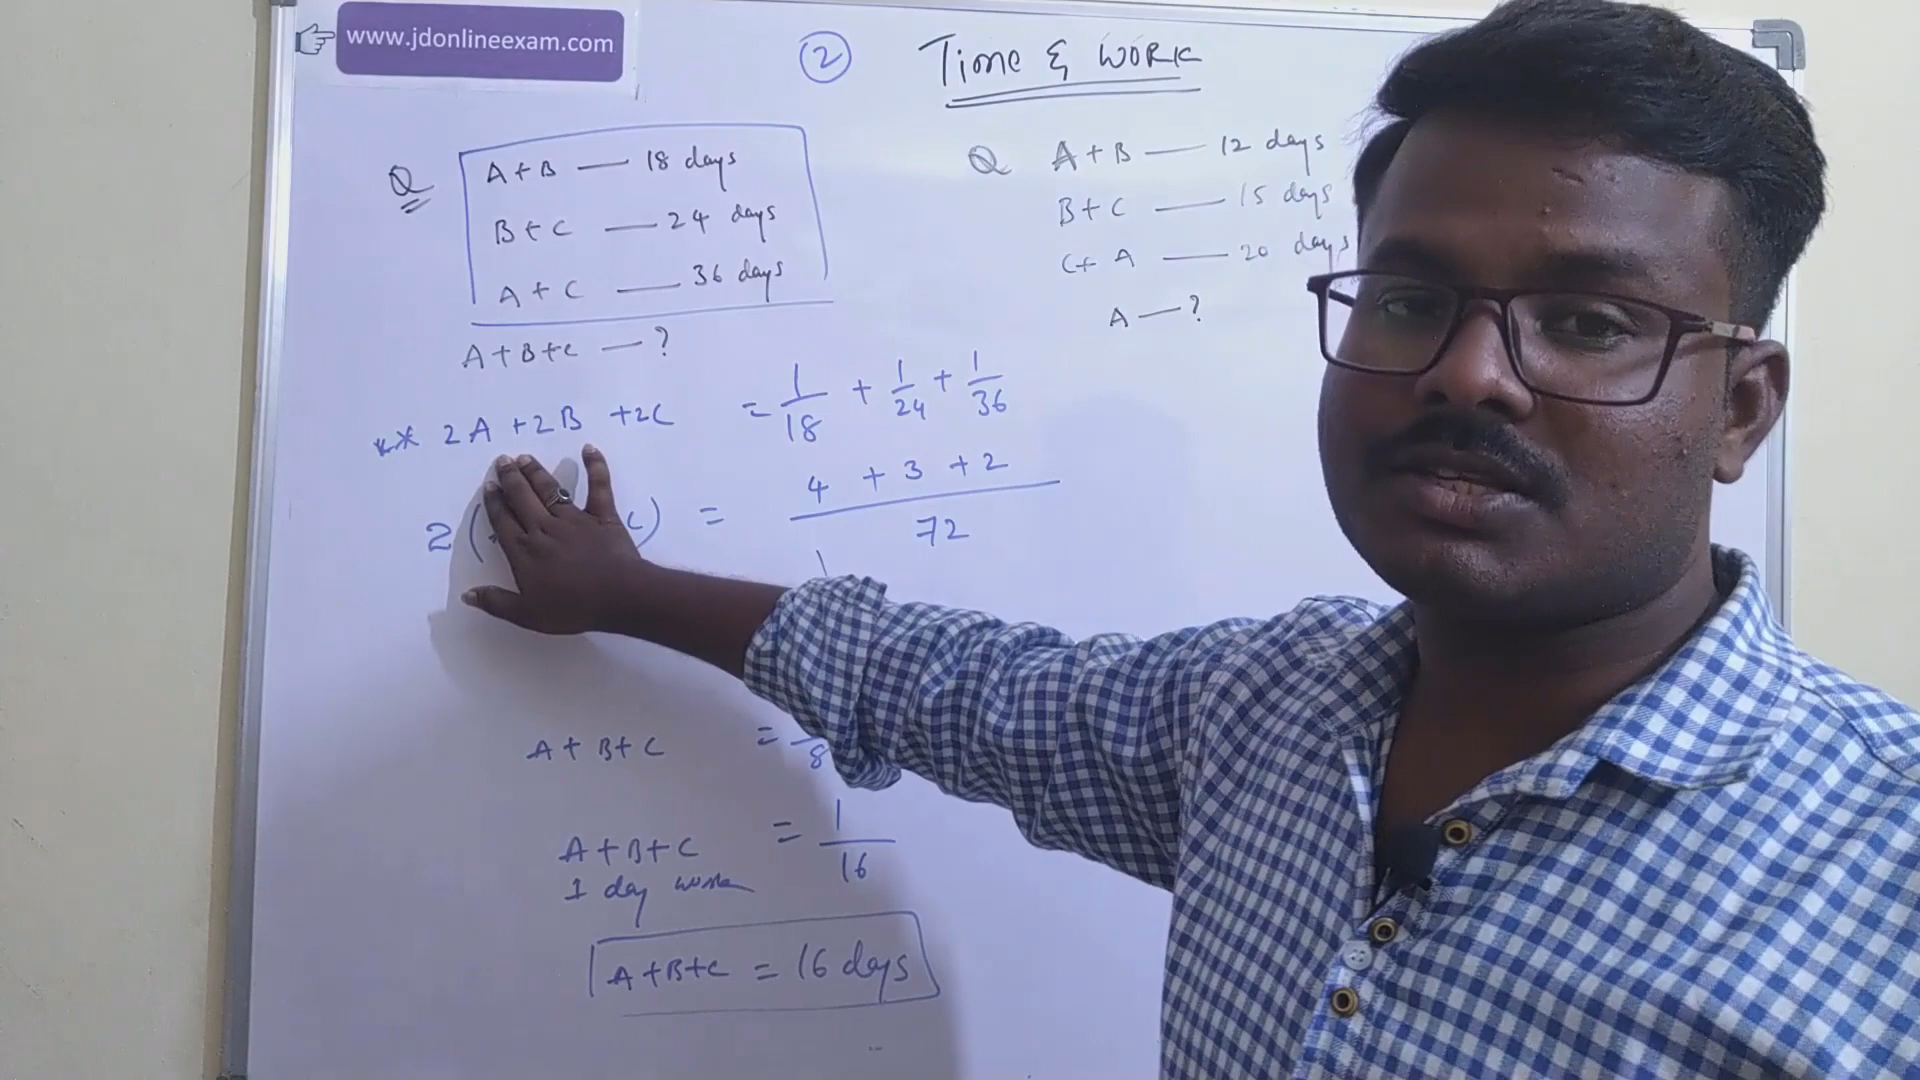 www.jdonlineexam.com
② Time & WORK
Q A+B — 18 days
B+C — 24 days
A+C — 36 days
A+B+C — ?
** 2A+2B+2C = 1/18 + 1/24 + 1/36
2( C) = 4+3+2/72
A+B+C = 8
A+B+C = 1/16
1 day work
A+B+C = 16 days
Q A+B — 12 days
B+C — 15 days
C+A — 20 days
A — ?